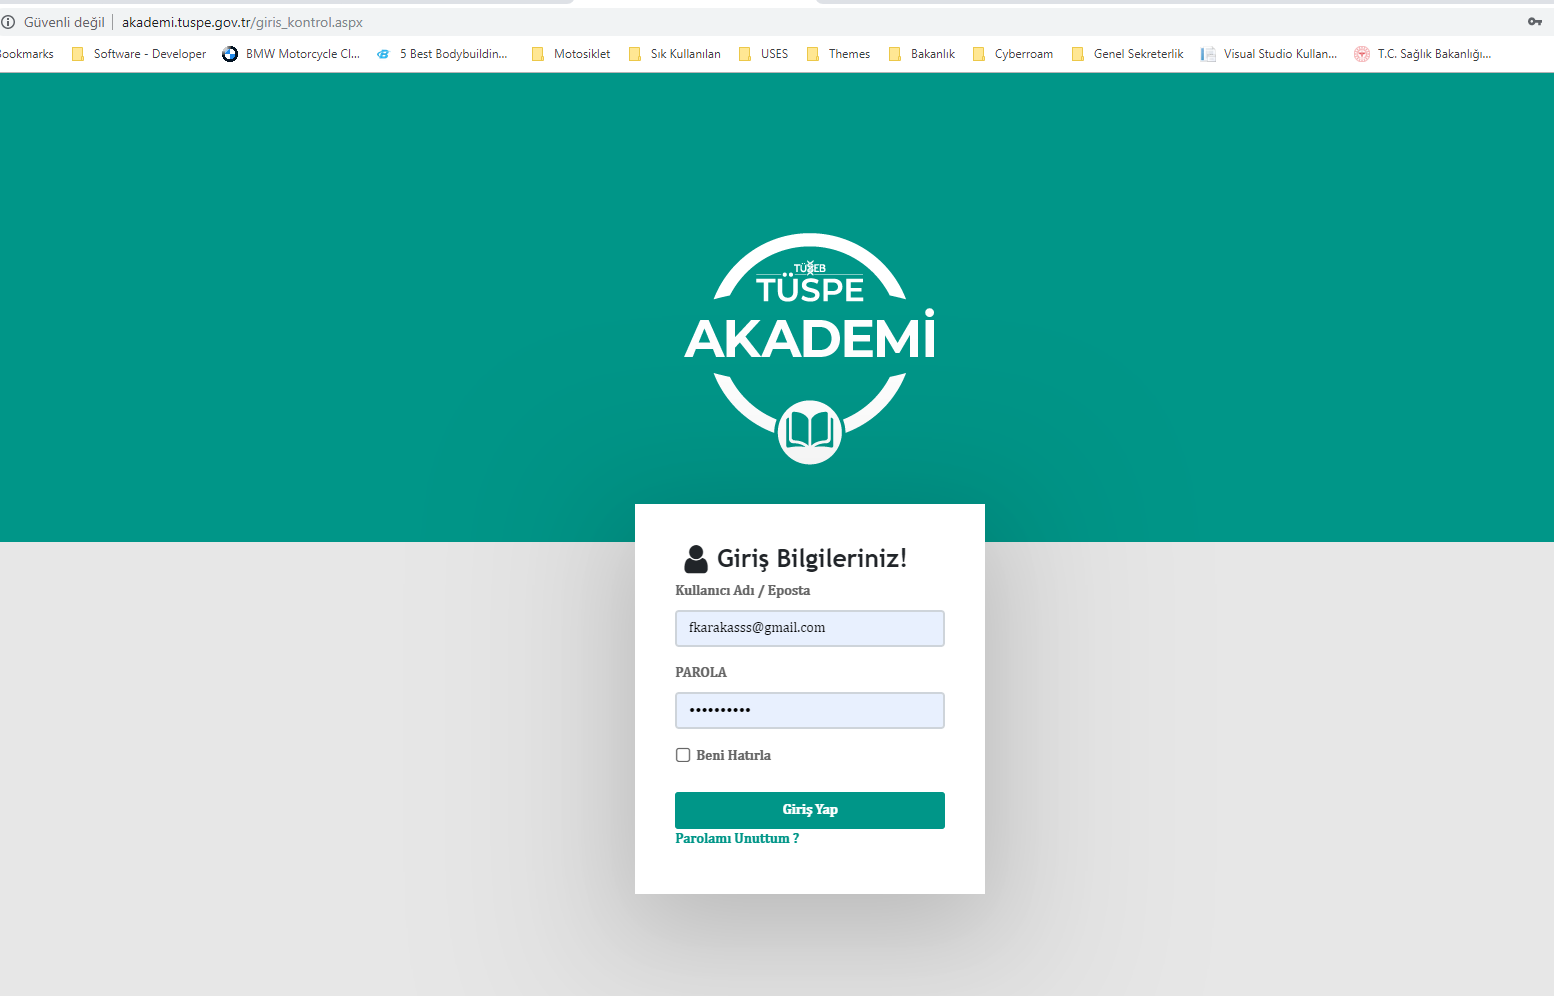 Güvenli değil | akademi.tuspe.gov.tr/giris_kontrol.aspx
ookmarks Software - Developer BMW Motorcycle Cl... 5 Best Bodybuildin... Motosiklet Sık Kullanılan USES Themes Bakanlık Cyberroam Genel Sekreterlik Visual Studio Kullan... T.C. Sağlık Bakanlığı...
TÜSEB
TÜSPE
AKADEMİ
Giriş Bilgileriniz!
Kullanıcı Adı / Eposta
fkarakasss@gmail.com
PAROLA
••••••••••
Beni Hatırla
Giriş Yap
Parolamı Unuttum ?